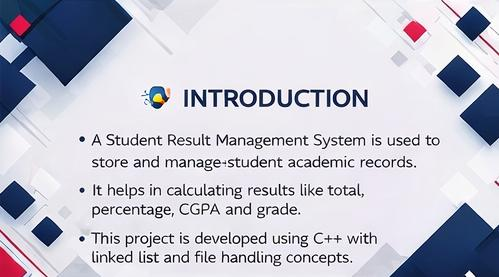 INTRODUCTION
• A Student Result Management System is used to
store and manage-student academic records.
• It helps in calculating results like total,
percentage, CGPA and grade.
• This project is developed using C++ with
linked list and file handling concepts.